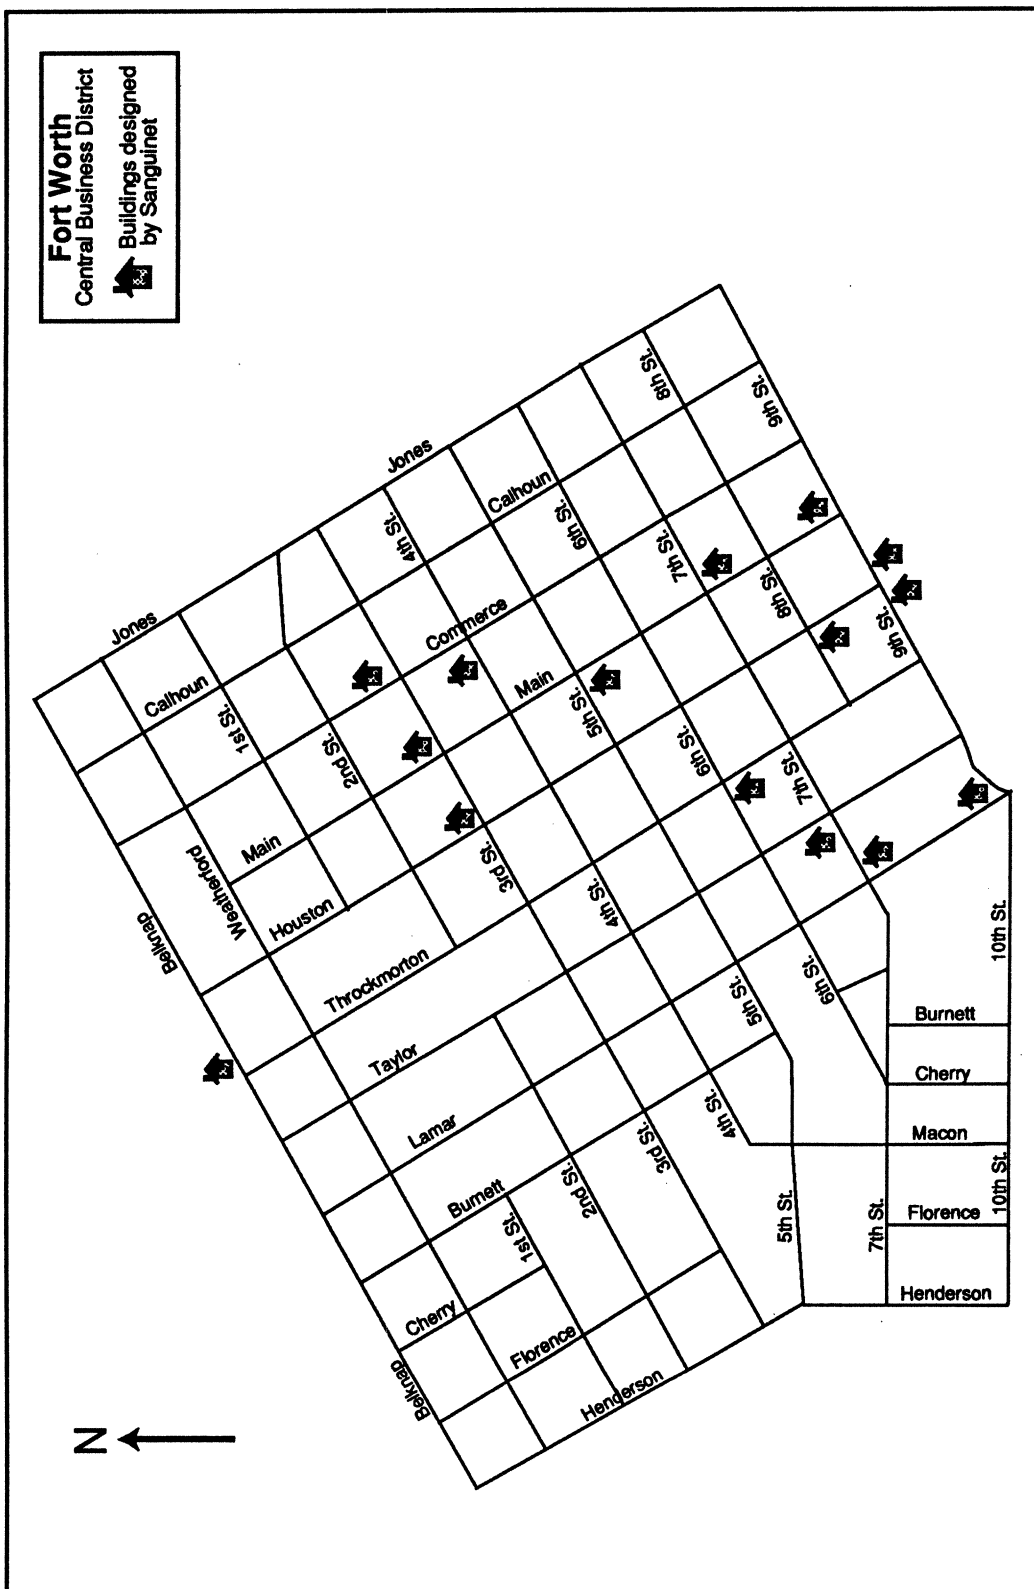 Fort Worth
Central Business District
Buildings designed
by Sanguinet
N
Belknap
Belknap
Weatherford
Jones
Jones
Calhoun
Calhoun
Commerce
Main
Main
Houston
Throckmorton
Taylor
Lamar
Burnett
Cherry
Florence
Henderson
1st St.
1st St.
2nd St.
2nd St.
3rd St.
3rd St.
4th St.
4th St.
4th St.
5th St.
5th St.
5th St.
6th St.
6th St.
6th St.
7th St.
7th St.
7th St.
8th St.
8th St.
9th St.
9th St.
10th St.
10th St.
Burnett
Cherry
Macon
Florence
Henderson